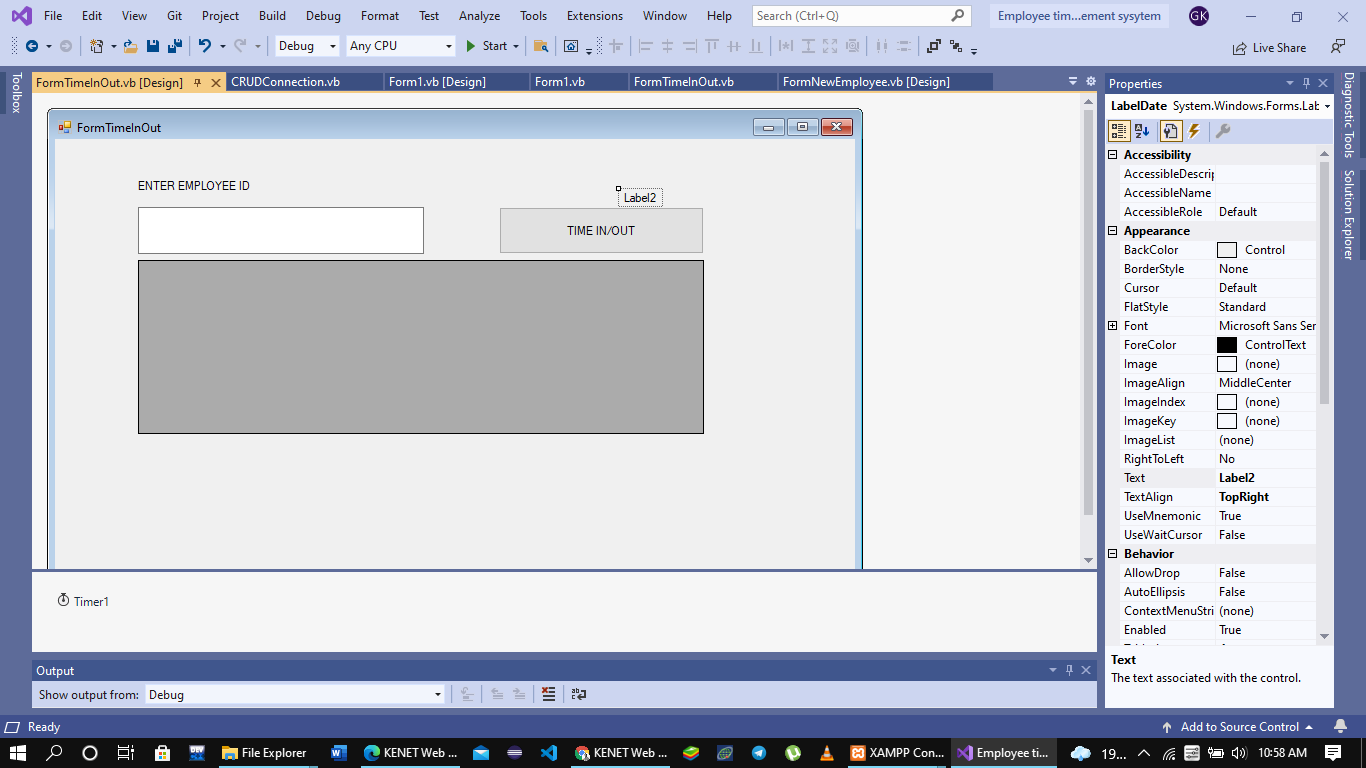 File Edit View Git Project Build Debug Format Test Analyze Tools Extensions Window Help Search (Ctrl+Q) Employee tim...ement sysytem GK
Debug Any CPU Start Live Share
Toolbox
FormTimeInOut.vb [Design] CRUDConnection.vb Form1.vb [Design] Form1.vb FormTimeInOut.vb FormNewEmployee.vb [Design]
FormTimeInOut
ENTER EMPLOYEE ID
Label2
TIME IN/OUT
Timer1
Output
Show output from: Debug
Properties
LabelDate System.Windows.Forms.Lab
Accessibility
AccessibleDescrip
AccessibleName
AccessibleRole Default
Appearance
BackColor Control
BorderStyle None
Cursor Default
FlatStyle Standard
Font Microsoft Sans Ser
ForeColor ControlText
Image (none)
ImageAlign MiddleCenter
ImageIndex (none)
ImageKey (none)
ImageList (none)
RightToLeft No
Text Label2
TextAlign TopRight
UseMnemonic True
UseWaitCursor False
Behavior
AllowDrop False
AutoEllipsis False
ContextMenuStri (none)
Enabled True
Text
The text associated with the control.
Diagnostic Tools
Solution Explorer
Ready Add to Source Control
File Explorer KENET Web ... KENET Web ... XAMPP Con... Employee ti... 19... 10:58 AM